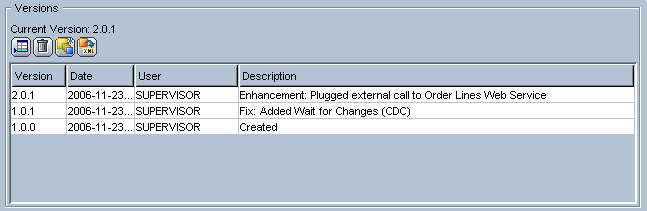 Versions
Current Version: 2.0.1
XML
Version Date User Description
2.0.1 2006-11-23... SUPERVISOR Enhancement: Plugged external call to Order Lines Web Service
1.0.1 2006-11-23... SUPERVISOR Fix: Added Wait for Changes (CDC)
1.0.0 2006-11-23... SUPERVISOR Created